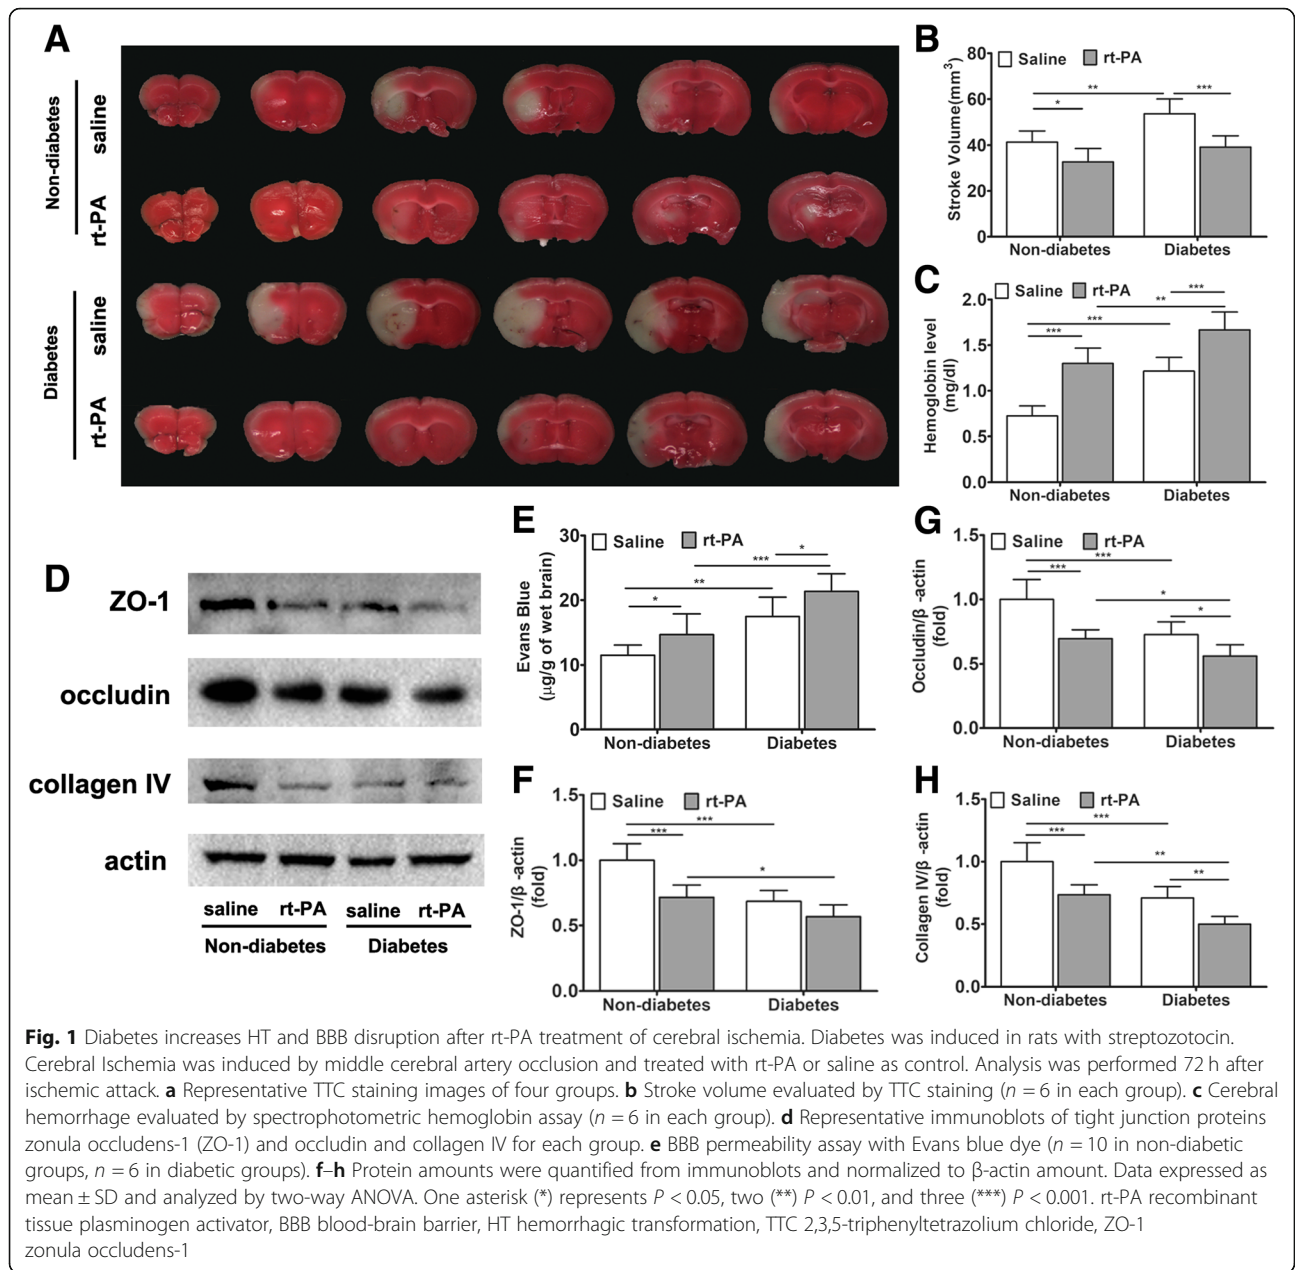 A
Non-diabetes
saline
rt-PA
Diabetes
saline
rt-PA
B
Saline rt-PA
Stroke Volume(mm³)
80
60
40
20
0
** ***
*
Non-diabetes Diabetes
C
Saline rt-PA
Hemoglobin level
(mg/dl)
2.0
1.5
1.0
0.5
0.0
***
**
***
***
Non-diabetes Diabetes
D
ZO-1
occludin
collagen IV
actin
saline rt-PA saline rt-PA
Non-diabetes Diabetes
E
Saline rt-PA
Evans Blue
(μg/g of wet brain)
30
20
10
0
*
***
**
*
Non-diabetes Diabetes
F
Saline rt-PA
ZO-1/β -actin
(fold)
1.5
1.0
0.5
0.0
***
***
*
Non-diabetes Diabetes
G
Saline rt-PA
Occludin/β -actin
(fold)
1.5
1.0
0.5
0.0
***
***
*
*
Non-diabetes Diabetes
H
Saline rt-PA
Collagen IV/β -actin
(fold)
1.5
1.0
0.5
0.0
***
***
**
**
Non-diabetes Diabetes
Fig. 1 Diabetes increases HT and BBB disruption after rt-PA treatment of cerebral ischemia. Diabetes was induced in rats with streptozotocin.
Cerebral Ischemia was induced by middle cerebral artery occlusion and treated with rt-PA or saline as control. Analysis was performed 72 h after
ischemic attack. a Representative TTC staining images of four groups. b Stroke volume evaluated by TTC staining (n = 6 in each group). c Cerebral
hemorrhage evaluated by spectrophotometric hemoglobin assay (n = 6 in each group). d Representative immunoblots of tight junction proteins
zonula occludens-1 (ZO-1) and occludin and collagen IV for each group. e BBB permeability assay with Evans blue dye (n = 10 in non-diabetic
groups, n = 6 in diabetic groups). f–h Protein amounts were quantified from immunoblots and normalized to β-actin amount. Data expressed as
mean ± SD and analyzed by two-way ANOVA. One asterisk (*) represents P < 0.05, two (**) P < 0.01, and three (***) P < 0.001. rt-PA recombinant
tissue plasminogen activator, BBB blood-brain barrier, HT hemorrhagic transformation, TTC 2,3,5-triphenyltetrazolium chloride, ZO-1
zonula occludens-1